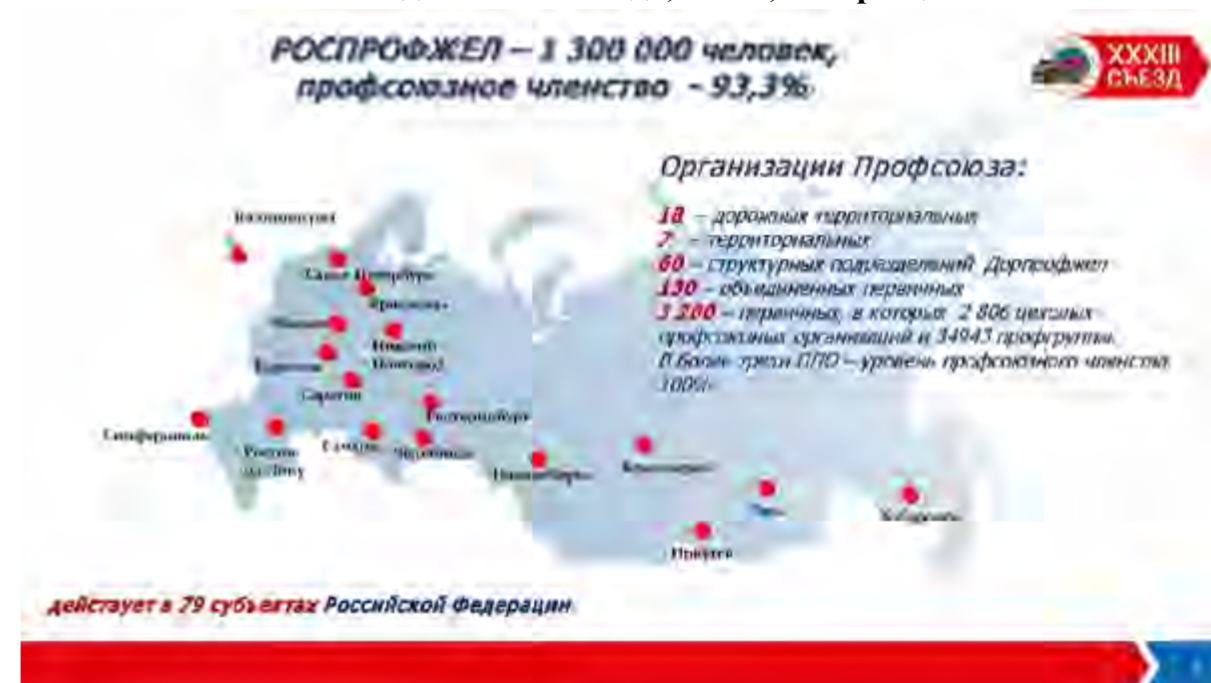 РОСПРОФЖЕЛ – 1 300 000 человек,
профсоюзное членство - 93,3%
XXXIII
СЪЕЗД
Организации Профсоюза:
18 – дорожных территориальных
7 – территориальных
60 – структурных подразделений Дорпрофжел
130 – объединенных первичных
3 200 – первичных, в которых 2 806 цеховых
профсоюзных организаций и 34943 профгруппы.
В более трети ППО – уровень профсоюзного членства
100%
Калининград
Санкт-Петербург
Ярославль
Москва
Нижний
Новгород
Воронеж
Саратов
Екатеринбург
Симферополь
Ростов
на-Дону
Самара
Челябинск
Новосибирск
Красноярск
Чита
Хабаровск
Иркутск
действует в 79 субъектах Российской Федерации